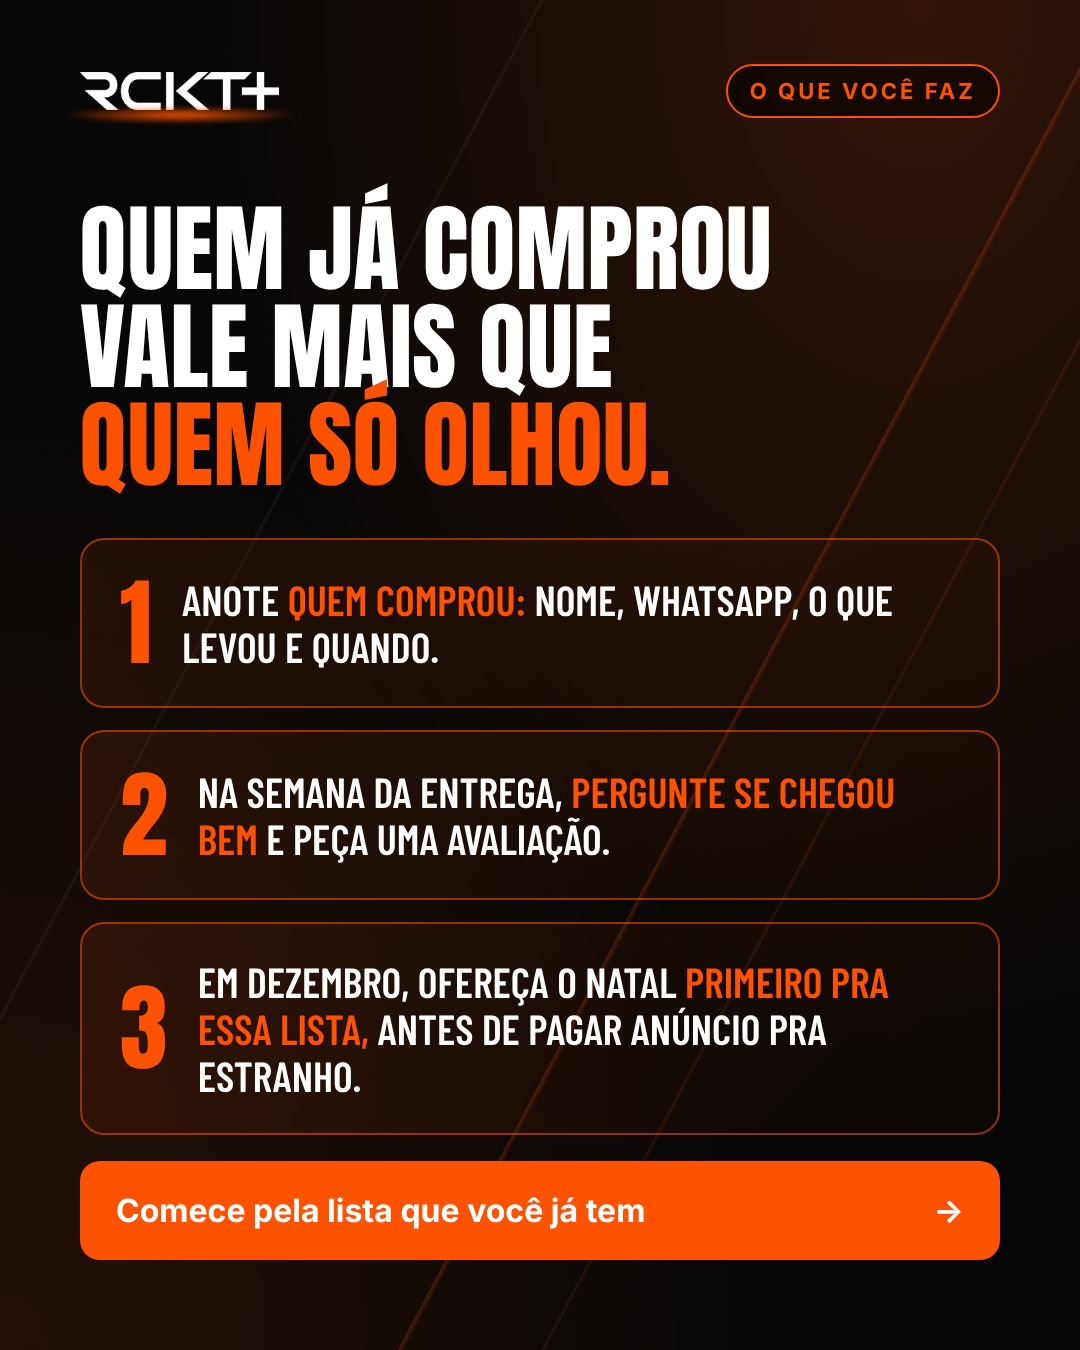 RCKT+
O QUE VOCÊ FAZ
QUEM JÁ COMPROU
VALE MAIS QUE
QUEM SÓ OLHOU.
1
ANOTE QUEM COMPROU: NOME, WHATSAPP, O QUE
LEVOU E QUANDO.
2
NA SEMANA DA ENTREGA, PERGUNTE SE CHEGOU
BEM E PEÇA UMA AVALIAÇÃO.
3
EM DEZEMBRO, OFEREÇA O NATAL PRIMEIRO PRA
ESSA LISTA, ANTES DE PAGAR ANÚNCIO PRA
ESTRANHO.
Comece pela lista que você já tem →